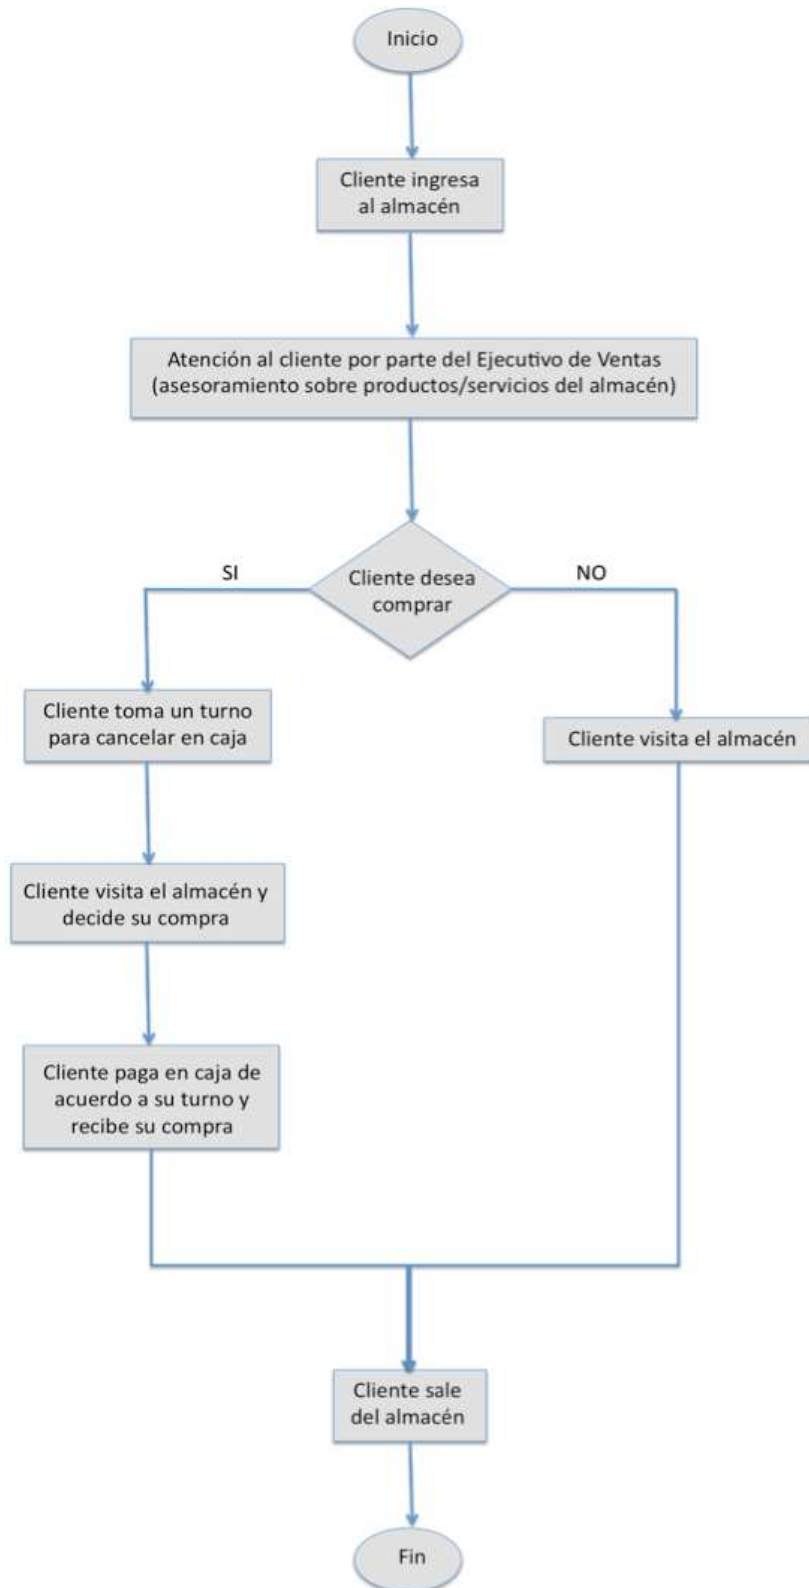 Inicio
Cliente ingresa
al almacén
Atención al cliente por parte del Ejecutivo de Ventas
(asesoramiento sobre productos/servicios del almacén)
SI
Cliente desea
comprar
NO
Cliente toma un turno
para cancelar en caja
Cliente visita el almacén
Cliente visita el almacén y
decide su compra
Cliente paga en caja de
acuerdo a su turno y
recibe su compra
Cliente sale
del almacén
Fin